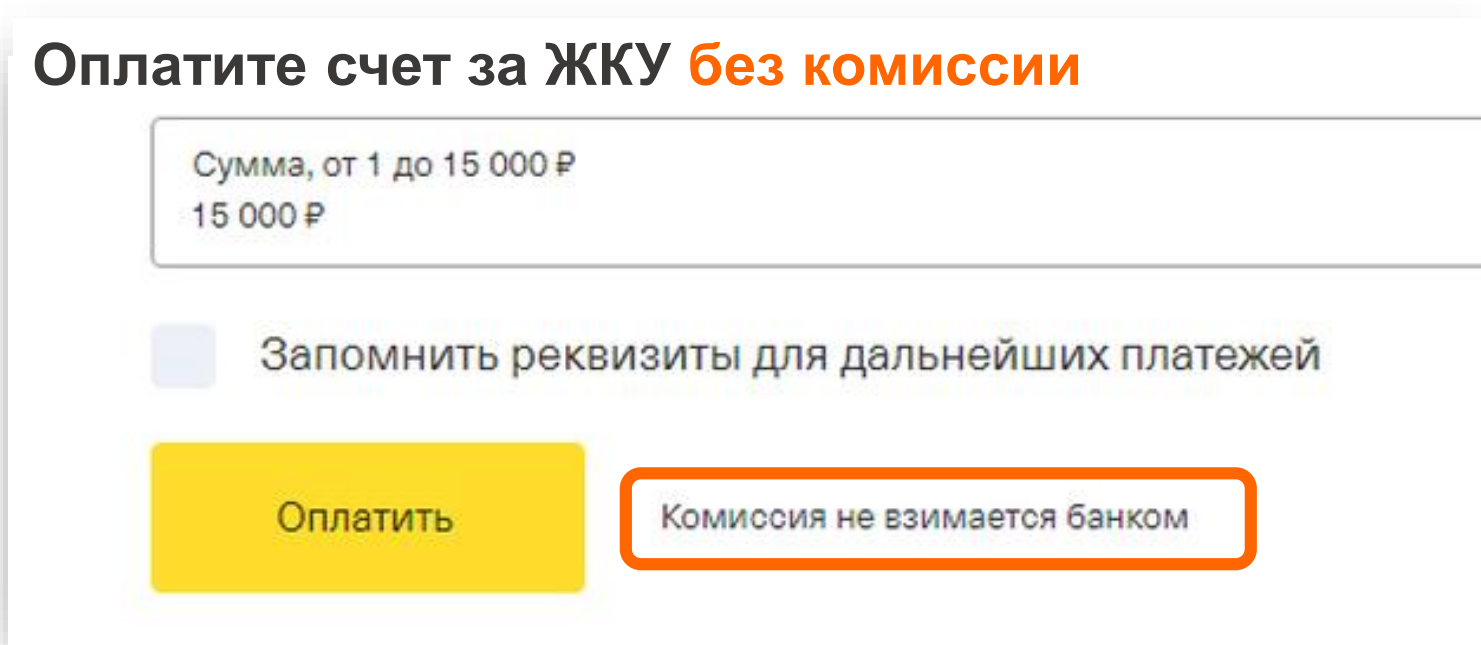 Оплатите счет за ЖКУ без комиссии
Сумма, от 1 до 15 000 ₽
15 000 ₽
Запомнить реквизиты для дальнейших платежей
Оплатить
Комиссия не взимается банком